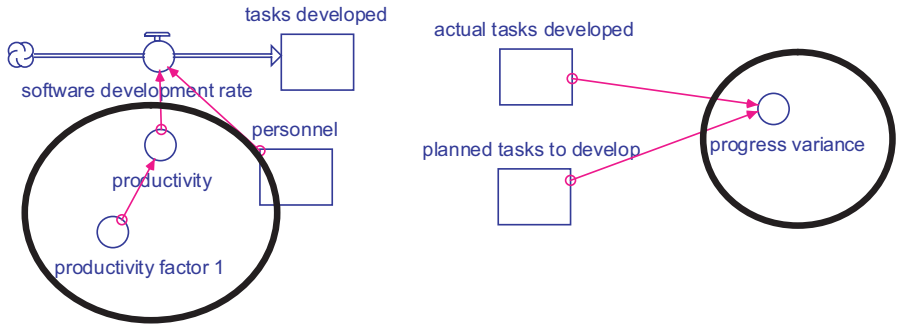 tasks developed
software development rate
personnel
productivity
productivity factor 1
actual tasks developed
planned tasks to develop
progress variance